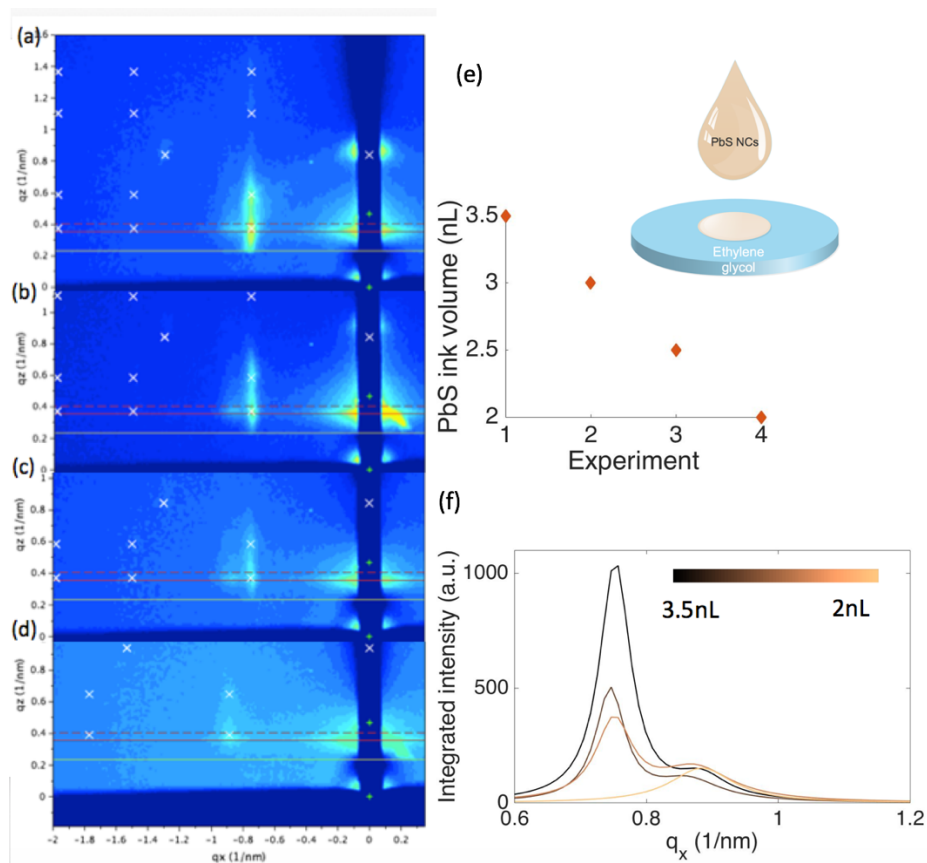 (a)
1.6
1.4
1.2
1
0.8
0.6
0.4
0.2
0
qz (1/nm)
(b)
1
0.8
0.6
0.4
0.2
0
qz (1/nm)
(c)
1
0.8
0.6
0.4
0.2
0
qz (1/nm)
(d)
0.8
0.6
0.4
0.2
0
qz (1/nm)
-2 -1.8 -1.6 -1.4 -1.2 -1 -0.8 -0.6 -0.4 -0.2 0 0.2
qx (1/nm)
(e)
PbS NCs
Ethylene
glycol
3.5
3
2.5
2
PbS ink volume (nL)
1 2 3 4
Experiment
(f)
1000
500
0
Integrated intensity (a.u.)
3.5nL 2nL
0.6 0.8 1 1.2
qx (1/nm)